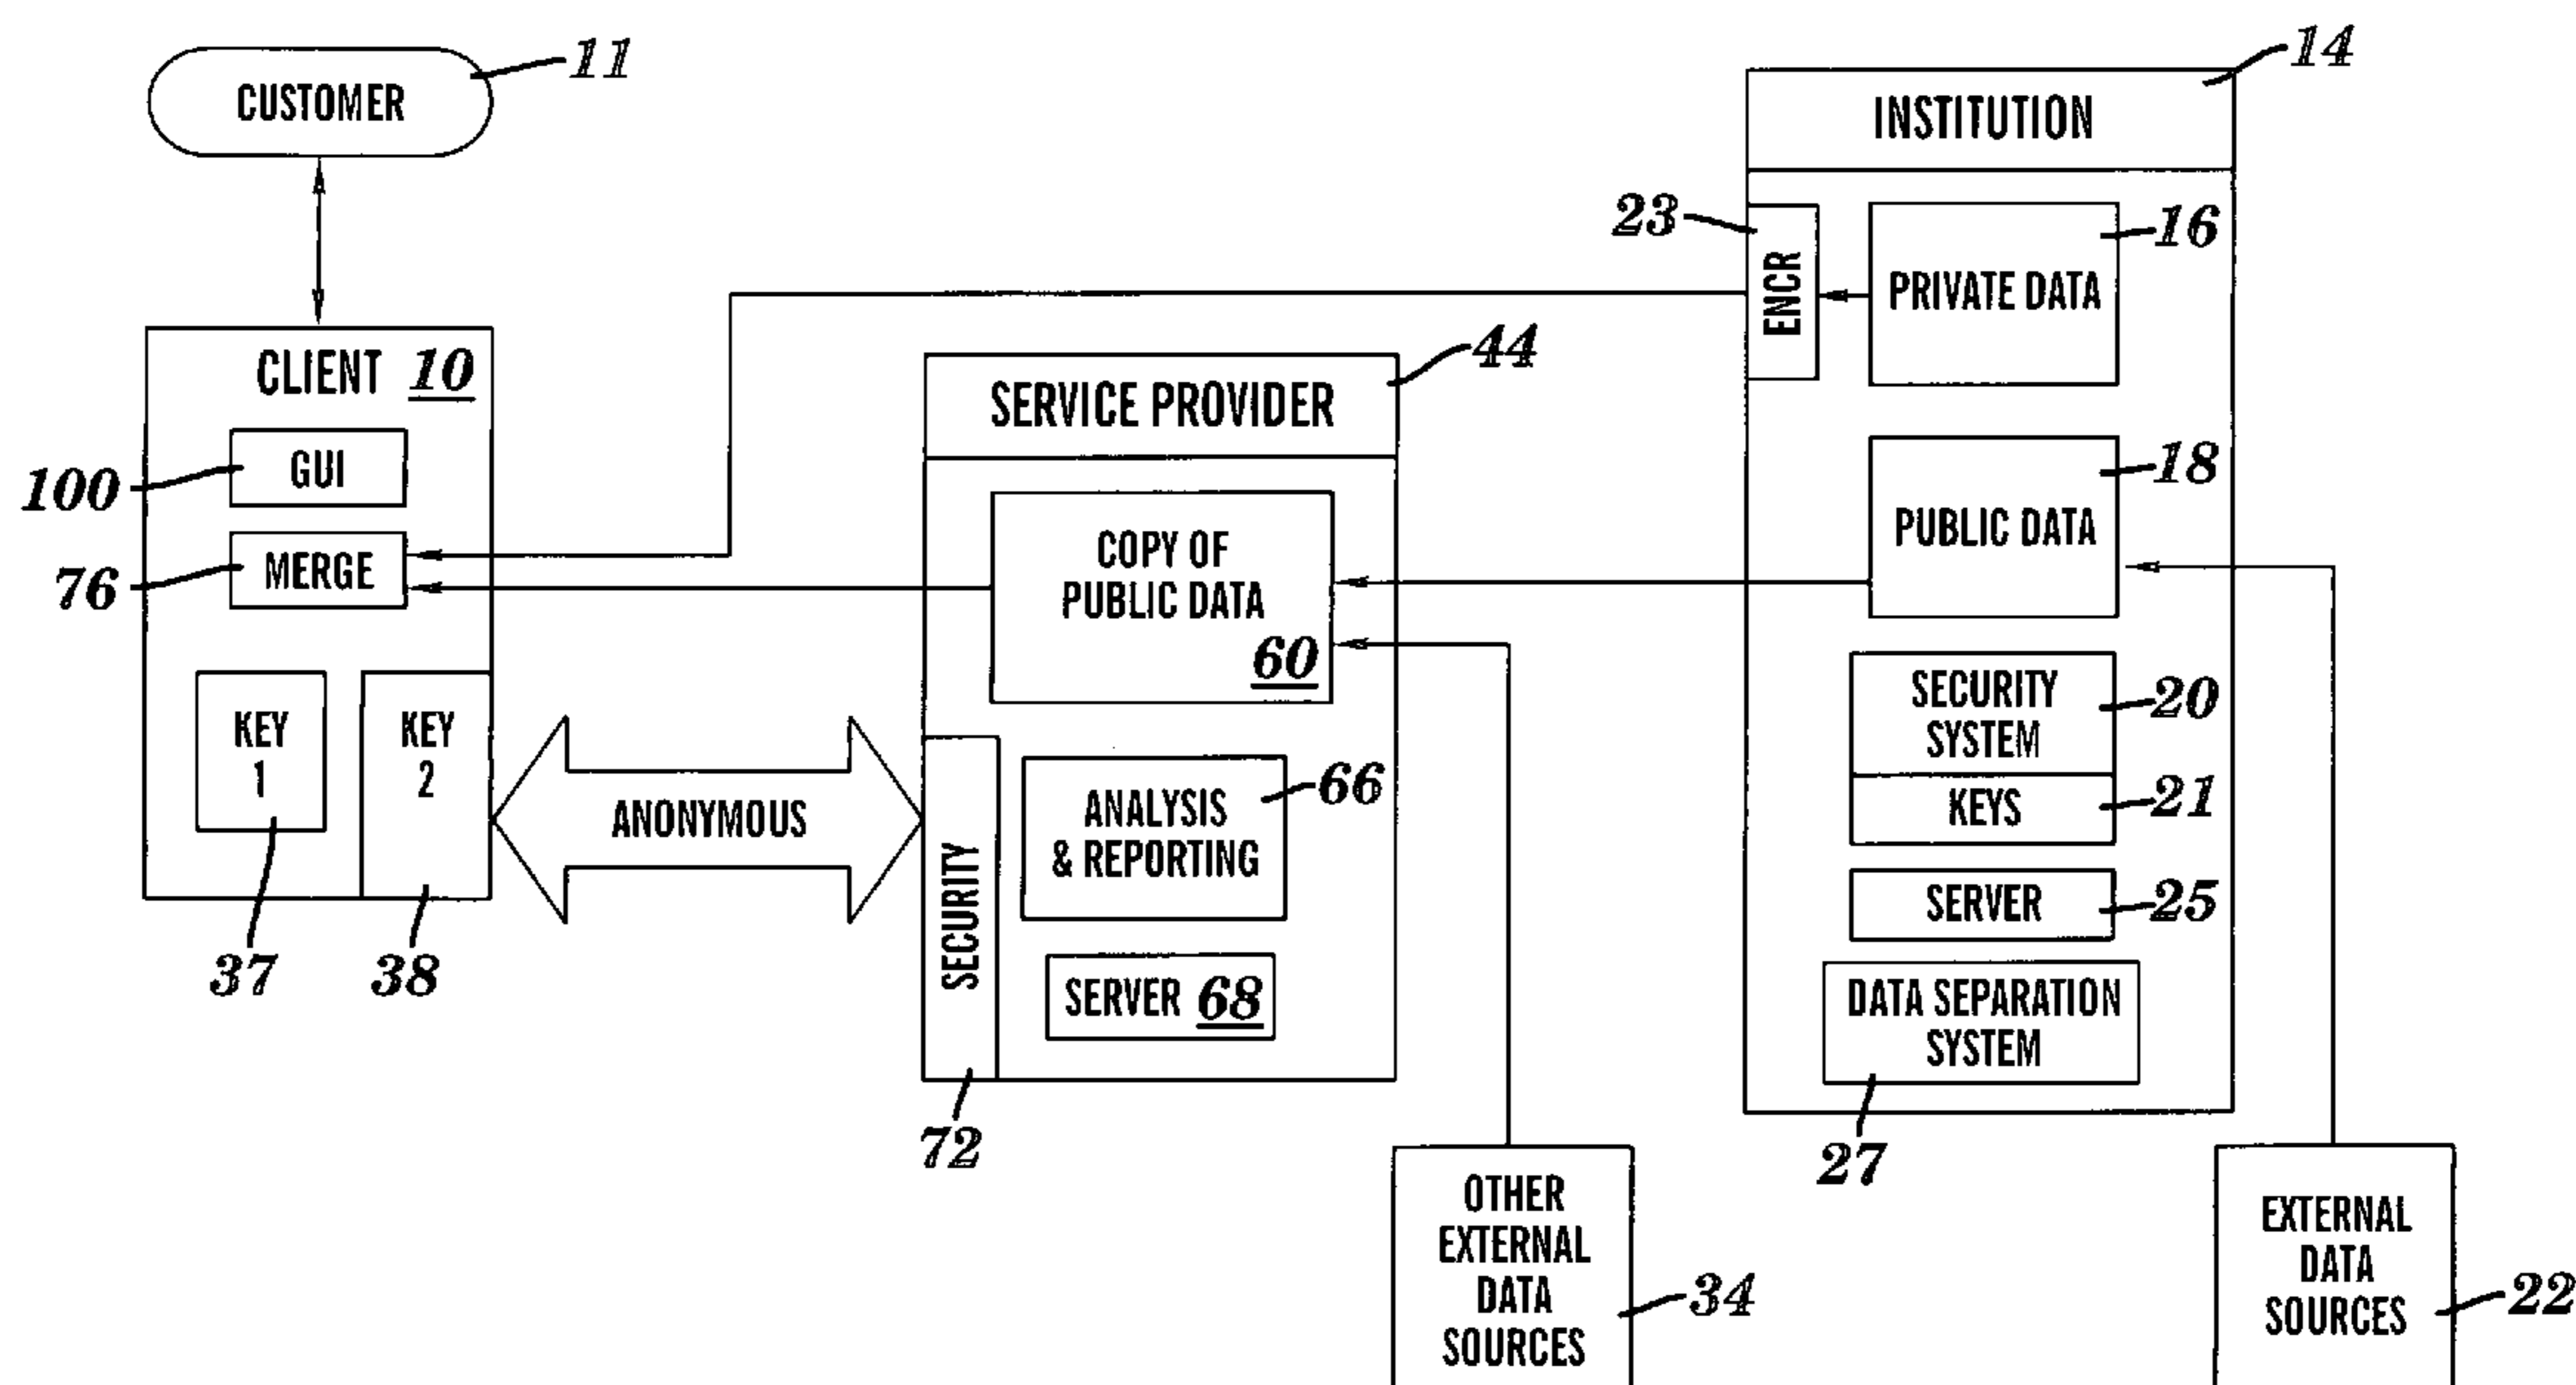 CUSTOMER
11
CLIENT 10
GUI
100
MERGE
76
KEY
1
37
KEY
2
38
ANONYMOUS
SERVICE PROVIDER
44
COPY OF
PUBLIC DATA
60
ANALYSIS
& REPORTING
66
SERVER 68
SECURITY
72
INSTITUTION
14
ENCR
23
PRIVATE DATA
16
PUBLIC DATA
18
SECURITY
SYSTEM
20
KEYS
21
SERVER
25
DATA SEPARATION
SYSTEM
27
OTHER
EXTERNAL
DATA
SOURCES
34
EXTERNAL
DATA
SOURCES
22